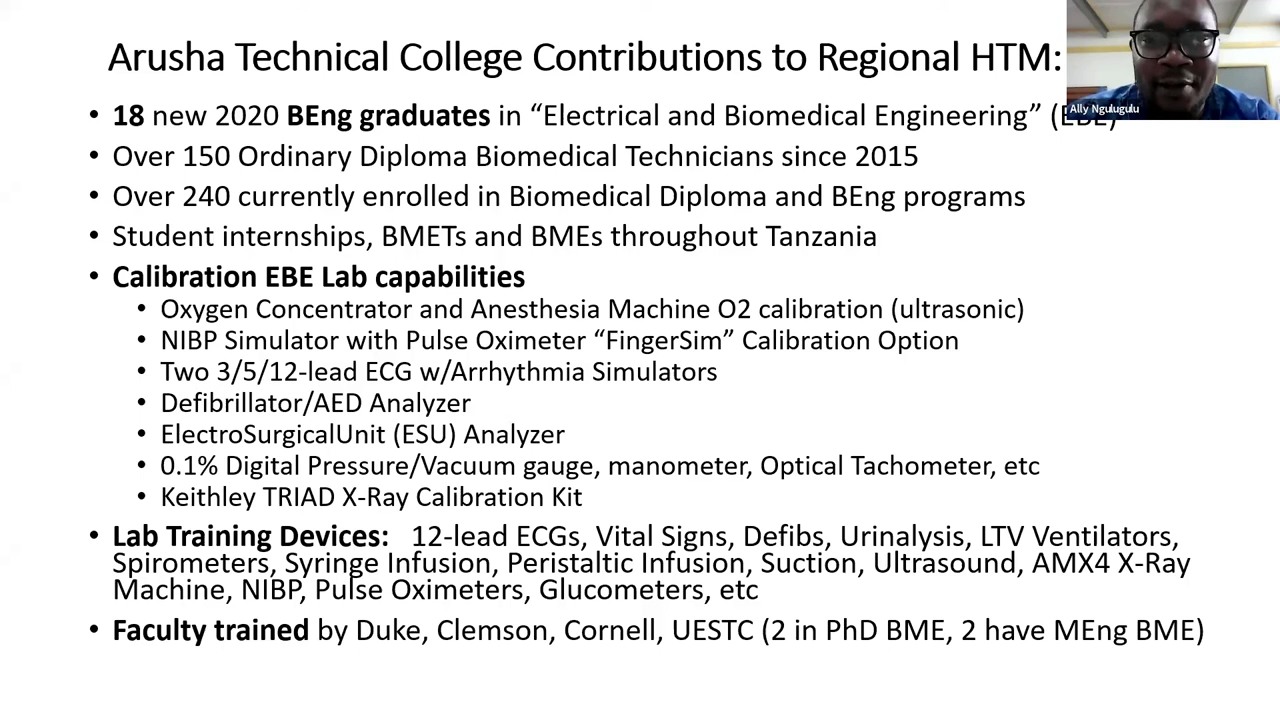 Arusha Technical College Contributions to Regional HTM:
Ally Ngulugulu
• 18 new 2020 BEng graduates in “Electrical and Biomedical Engineering” (EBE)
• Over 150 Ordinary Diploma Biomedical Technicians since 2015
• Over 240 currently enrolled in Biomedical Diploma and BEng programs
• Student internships, BMETs and BMEs throughout Tanzania
• Calibration EBE Lab capabilities
• Oxygen Concentrator and Anesthesia Machine O2 calibration (ultrasonic)
• NIBP Simulator with Pulse Oximeter “FingerSim” Calibration Option
• Two 3/5/12-lead ECG w/Arrhythmia Simulators
• Defibrillator/AED Analyzer
• ElectroSurgicalUnit (ESU) Analyzer
• 0.1% Digital Pressure/Vacuum gauge, manometer, Optical Tachometer, etc
• Keithley TRIAD X-Ray Calibration Kit
• Lab Training Devices: 12-lead ECGs, Vital Signs, Defibs, Urinalysis, LTV Ventilators,
Spirometers, Syringe Infusion, Peristaltic Infusion, Suction, Ultrasound, AMX4 X-Ray
Machine, NIBP, Pulse Oximeters, Glucometers, etc
• Faculty trained by Duke, Clemson, Cornell, UESTC (2 in PhD BME, 2 have MEng BME)